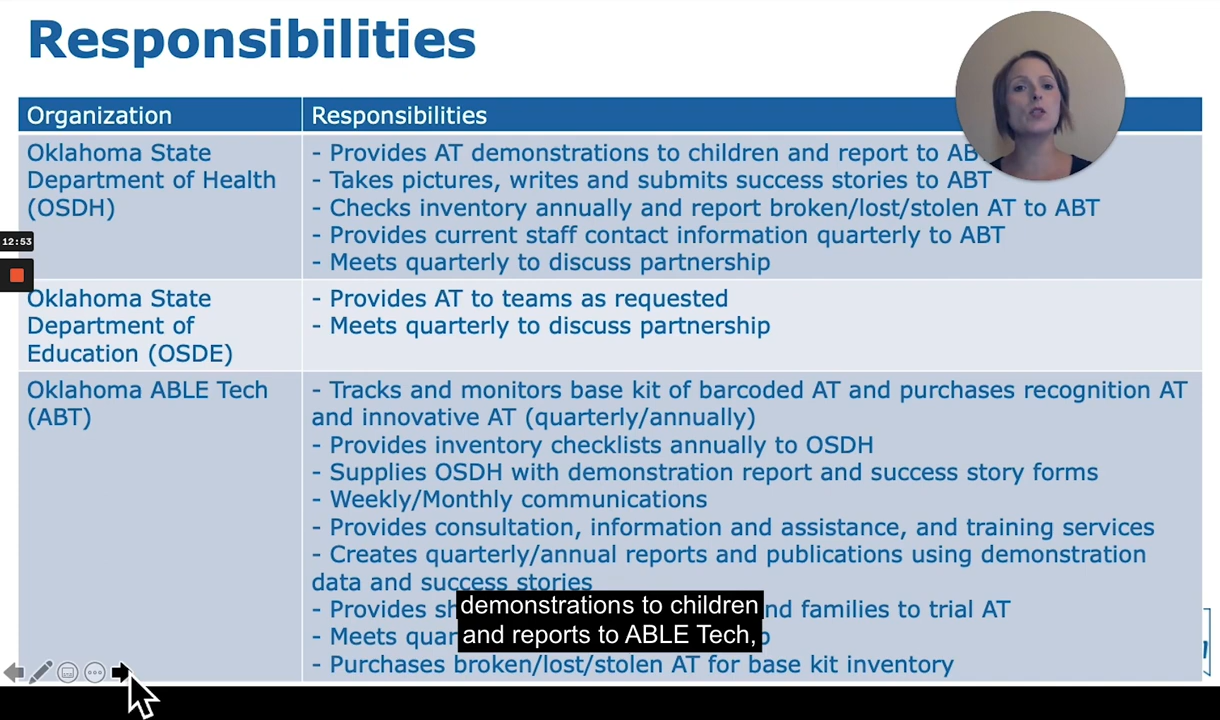 Responsibilities
Organization
Responsibilities
Oklahoma State
Department of Health
(OSDH)
- Provides AT demonstrations to children and report to AB
- Takes pictures, writes and submits success stories to ABT
- Checks inventory annually and report broken/lost/stolen AT to ABT
- Provides current staff contact information quarterly to ABT
- Meets quarterly to discuss partnership
12:53
Oklahoma State
Department of
Education (OSDE)
- Provides AT to teams as requested
- Meets quarterly to discuss partnership
Oklahoma ABLE Tech
(ABT)
- Tracks and monitors base kit of barcoded AT and purchases recognition AT
and innovative AT (quarterly/annually)
- Provides inventory checklists annually to OSDH
- Supplies OSDH with demonstration report and success story forms
- Weekly/Monthly communications
- Provides consultation, information and assistance, and training services
- Creates quarterly/annual reports and publications using demonstration
data and success stories
- Provides families to trial AT
- Meets
- Purchases broken/lost/stolen AT for base kit inventory
demonstrations to children
and reports to ABLE Tech,